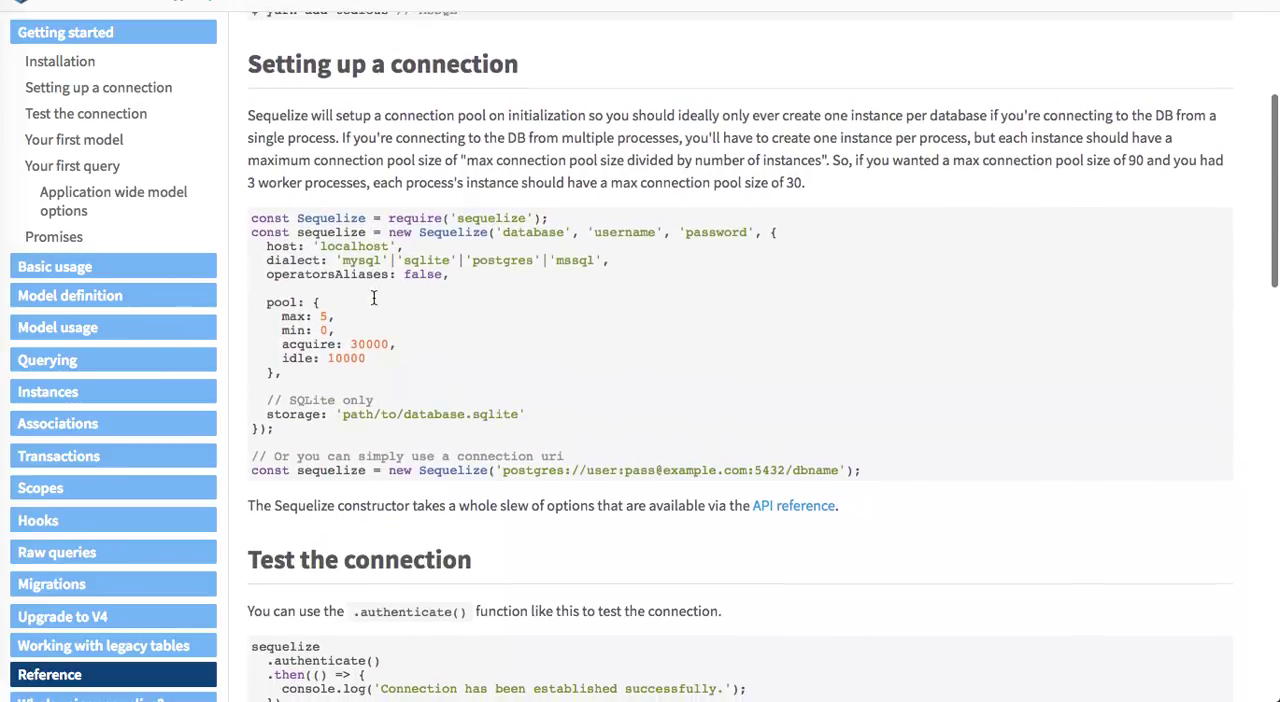 Getting started
Installation
Setting up a connection
Test the connection
Your first model
Your first query
Application wide model
options
Promises
Basic usage
Model definition
Model usage
Querying
Instances
Associations
Transactions
Scopes
Hooks
Raw queries
Migrations
Upgrade to V4
Working with legacy tables
Reference
Setting up a connection
Sequelize will setup a connection pool on initialization so you should ideally only ever create one instance per database if you're connecting to the DB from a
single process. If you're connecting to the DB from multiple processes, you'll have to create one instance per process, but each instance should have a
maximum connection pool size of "max connection pool size divided by number of instances". So, if you wanted a max connection pool size of 90 and you had
3 worker processes, each process's instance should have a max connection pool size of 30.
const Sequelize = require('sequelize');
const sequelize = new Sequelize('database', 'username', 'password', {
  host: 'localhost',
  dialect: 'mysql'|'sqlite'|'postgres'|'mssql',
  operatorsAliases: false,
  pool: {
    max: 5,
    min: 0,
    acquire: 30000,
    idle: 10000
  },
  // SQLite only
  storage: 'path/to/database.sqlite'
});
// Or you can simply use a connection uri
const sequelize = new Sequelize('postgres://user:pass@example.com:5432/dbname');
The Sequelize constructor takes a whole slew of options that are available via the API reference.
Test the connection
You can use the .authenticate() function like this to test the connection.
sequelize
  .authenticate()
  .then(() => {
    console.log('Connection has been established successfully.');